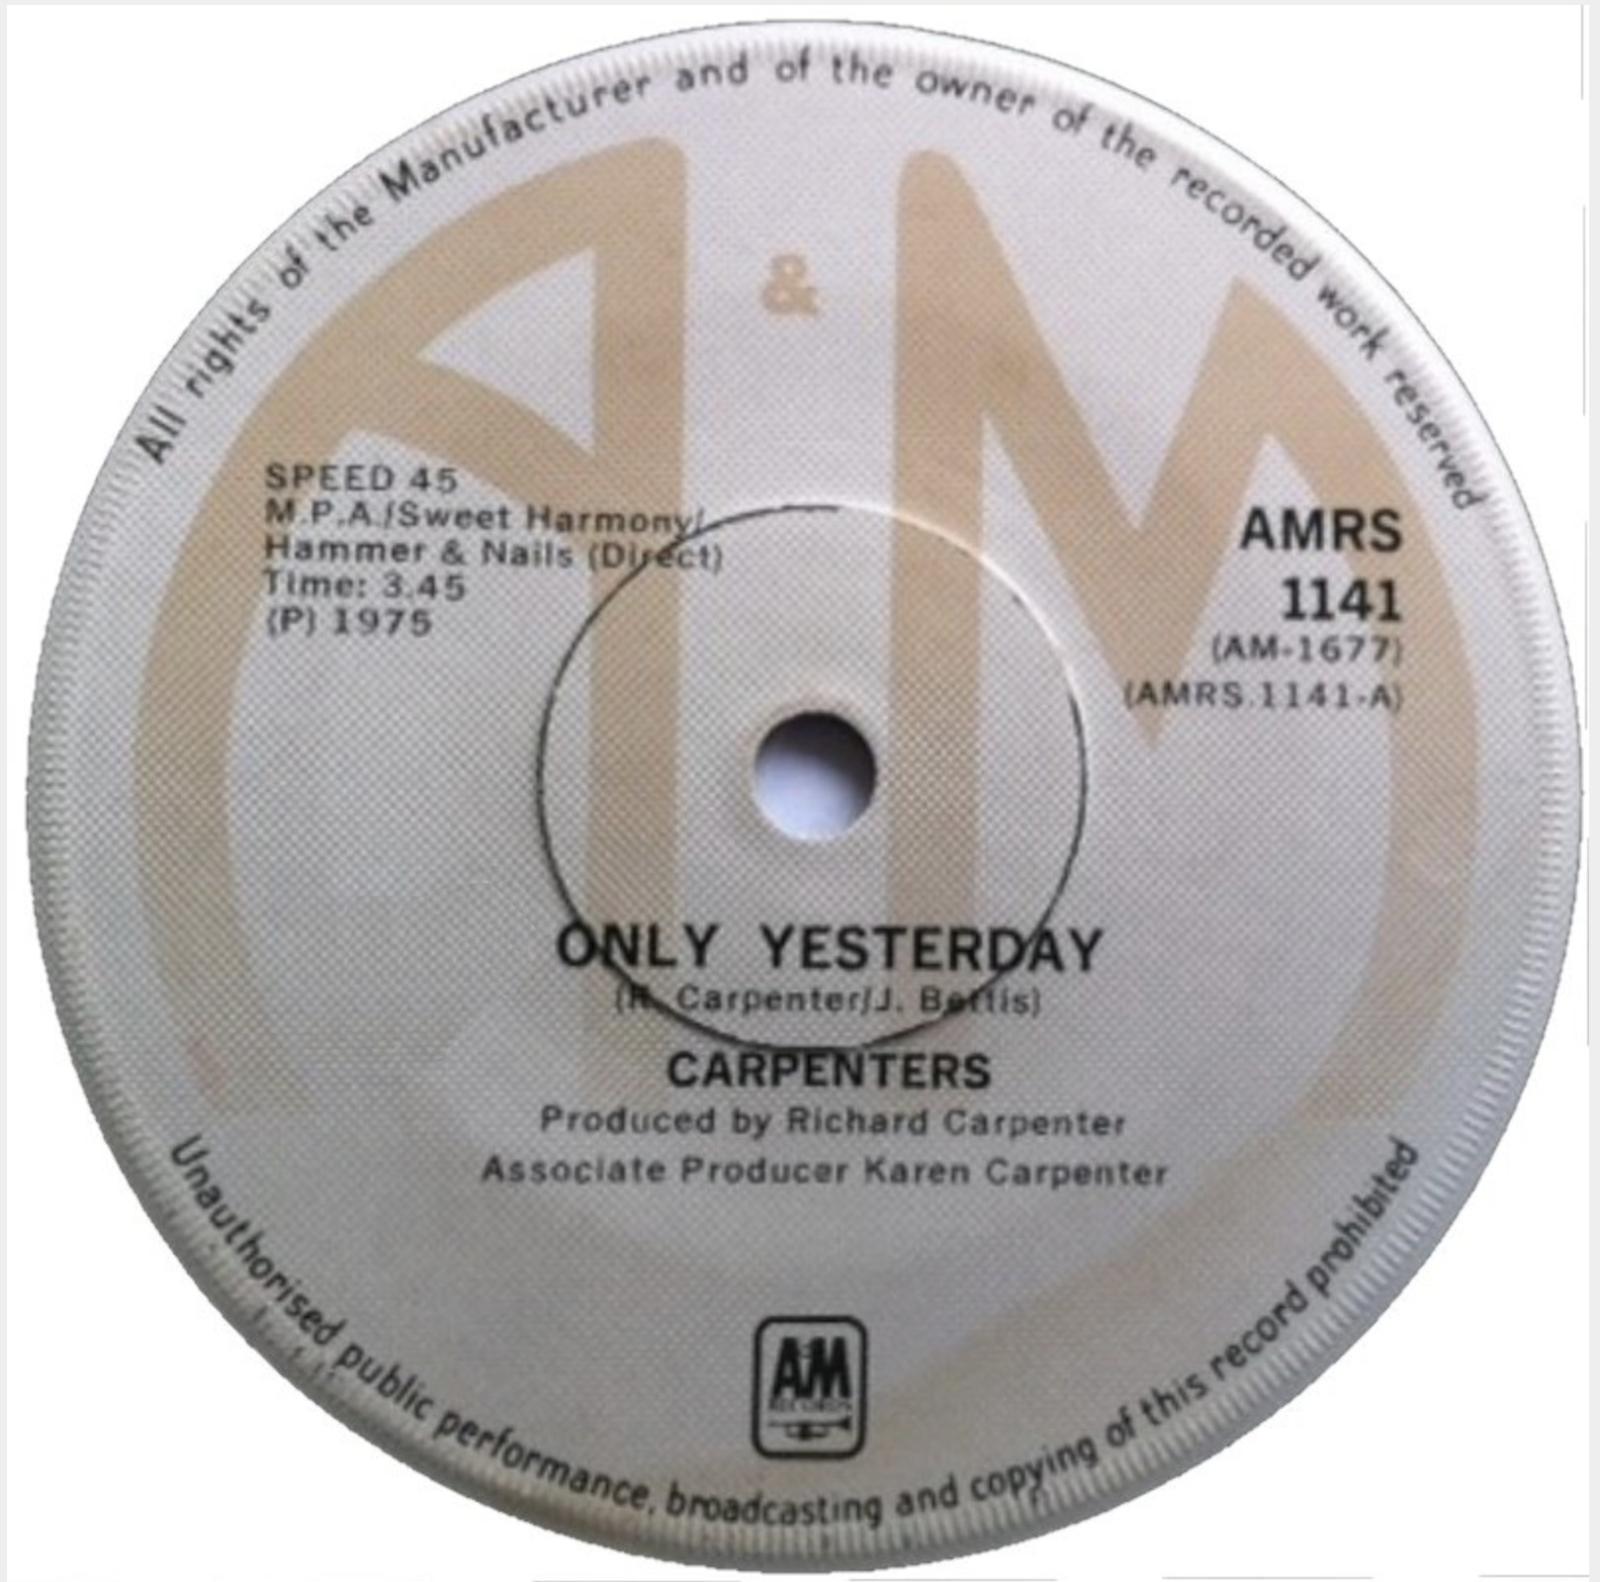 All rights of the Manufacturer and of the owner of the recorded work reserved
A & M
SPEED 45
M.P.A./Sweet Harmony/
Hammer & Nails (Direct)
Time: 3.45
(P) 1975
AMRS
1141
(AM-1677)
(AMRS.1141-A)
ONLY YESTERDAY
(R. Carpenter/J. Bettis)
CARPENTERS
Produced by Richard Carpenter
Associate Producer Karen Carpenter
A&M
RECORDS
Unauthorised public performance, broadcasting and copying of this record prohibited